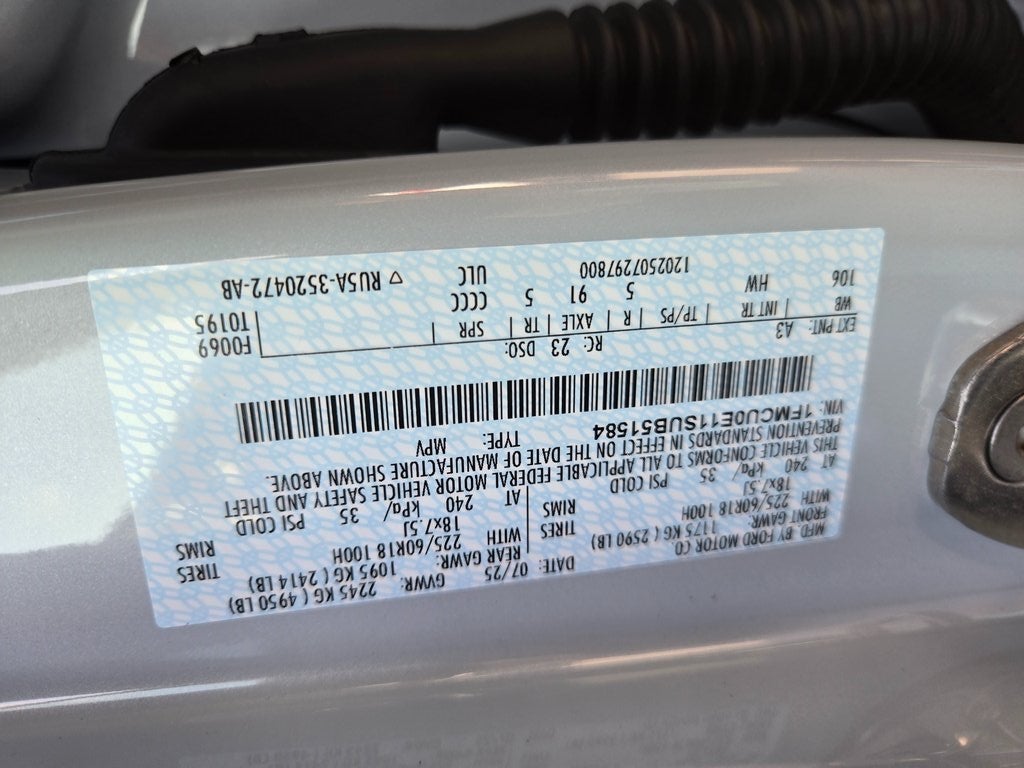 MFD. BY FORD MOTOR CO.
DATE: 07/25 GVWR: 2245 KG ( 4950 LB)
FRONT GAWR: 1175 KG ( 2590 LB) REAR GAWR: 1095 KG ( 2414 LB)
WITH 225/60R18 100H TIRES WITH 225/60R18 100H TIRES
18x7.5J RIMS 18x7.5J RIMS
AT 240 kPa/ 35 PSI COLD AT 240 kPa/ 35 PSI COLD
THIS VEHICLE CONFORMS TO ALL APPLICABLE FEDERAL MOTOR VEHICLE SAFETY AND THEFT
PREVENTION STANDARDS IN EFFECT ON THE DATE OF MANUFACTURE SHOWN ABOVE.
VIN: 1FMCU0E11SUB51584 TYPE: MPV
EXT PNT: A3 RC: 23 DSO: F0069
WB | INT TR | TP/PS | R | AXLE | TR | SPR | T0195
106 HW 5 91 5 CCCC
1202507297800 ULC ▽ RU5A-3520472-AB